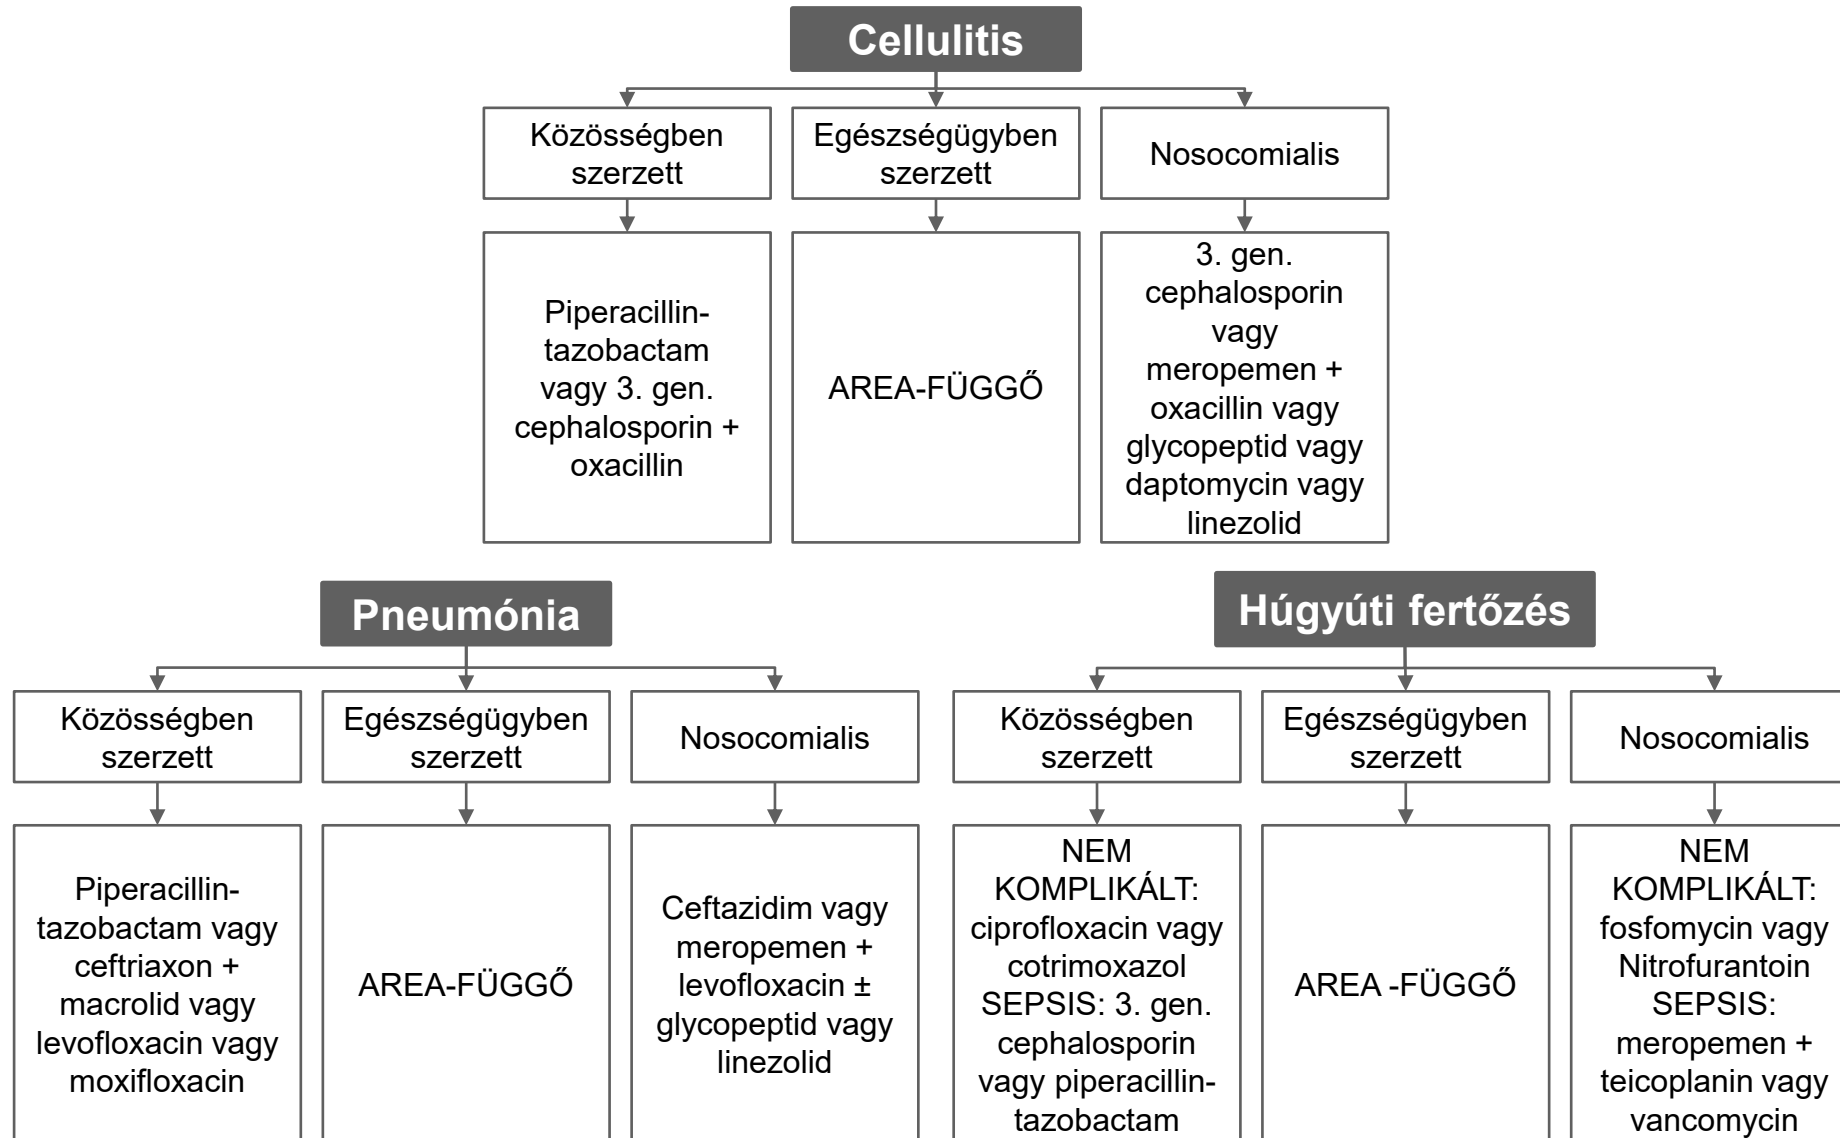 Cellulitis
Közösségben
szerzett
Egészségügyben
szerzett
Nosocomialis
Piperacillin-
tazobactam
vagy 3. gen.
cephalosporin +
oxacillin
AREA-FÜGGŐ
3. gen.
cephalosporin
vagy
meropemen +
oxacillin vagy
glycopeptid vagy
daptomycin vagy
linezolid
Pneumónia
Közösségben
szerzett
Egészségügyben
szerzett
Nosocomialis
Piperacillin-
tazobactam vagy
ceftriaxon +
macrolid vagy
levofloxacin vagy
moxifloxacin
AREA-FÜGGŐ
Ceftazidim vagy
meropemen +
levofloxacin ±
glycopeptid vagy
linezolid
Húgyúti fertőzés
Közösségben
szerzett
Egészségügyben
szerzett
Nosocomialis
NEM
KOMPLIKÁLT:
ciprofloxacin vagy
cotrimoxazol
SEPSIS: 3. gen.
cephalosporin
vagy piperacillin-
tazobactam
AREA -FÜGGŐ
NEM
KOMPLIKÁLT:
fosfomycin vagy
Nitrofurantoin
SEPSIS:
meropemen +
teicoplanin vagy
vancomycin